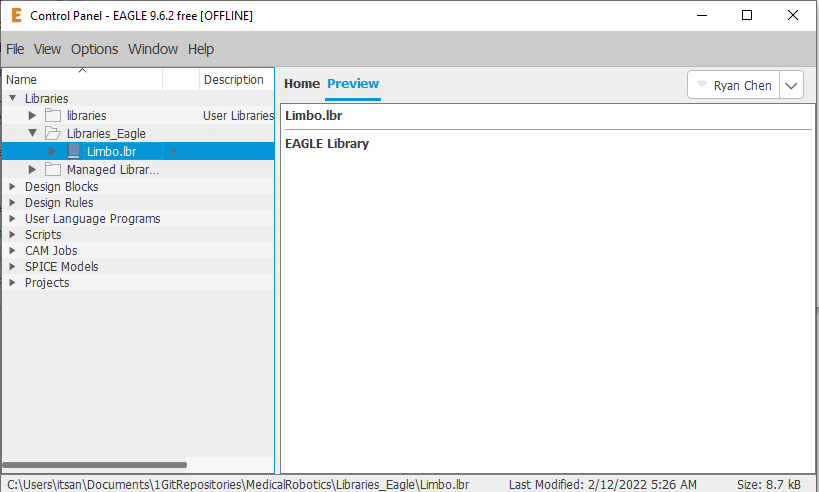 E Control Panel - EAGLE 9.6.2 free [OFFLINE]
File View Options Window Help
Name Description
Home Preview
Ryan Chen
Libraries
libraries User Libraries
Libraries_Eagle
Limbo.lbr
Managed Librar...
Design Blocks
Design Rules
User Language Programs
Scripts
CAM Jobs
SPICE Models
Projects
Limbo.lbr
EAGLE Library
C:\Users\itsan\Documents\1GitRepositories\MedicalRobotics\Libraries_Eagle\Limbo.lbr Last Modified: 2/12/2022 5:26 AM Size: 8.7 kB